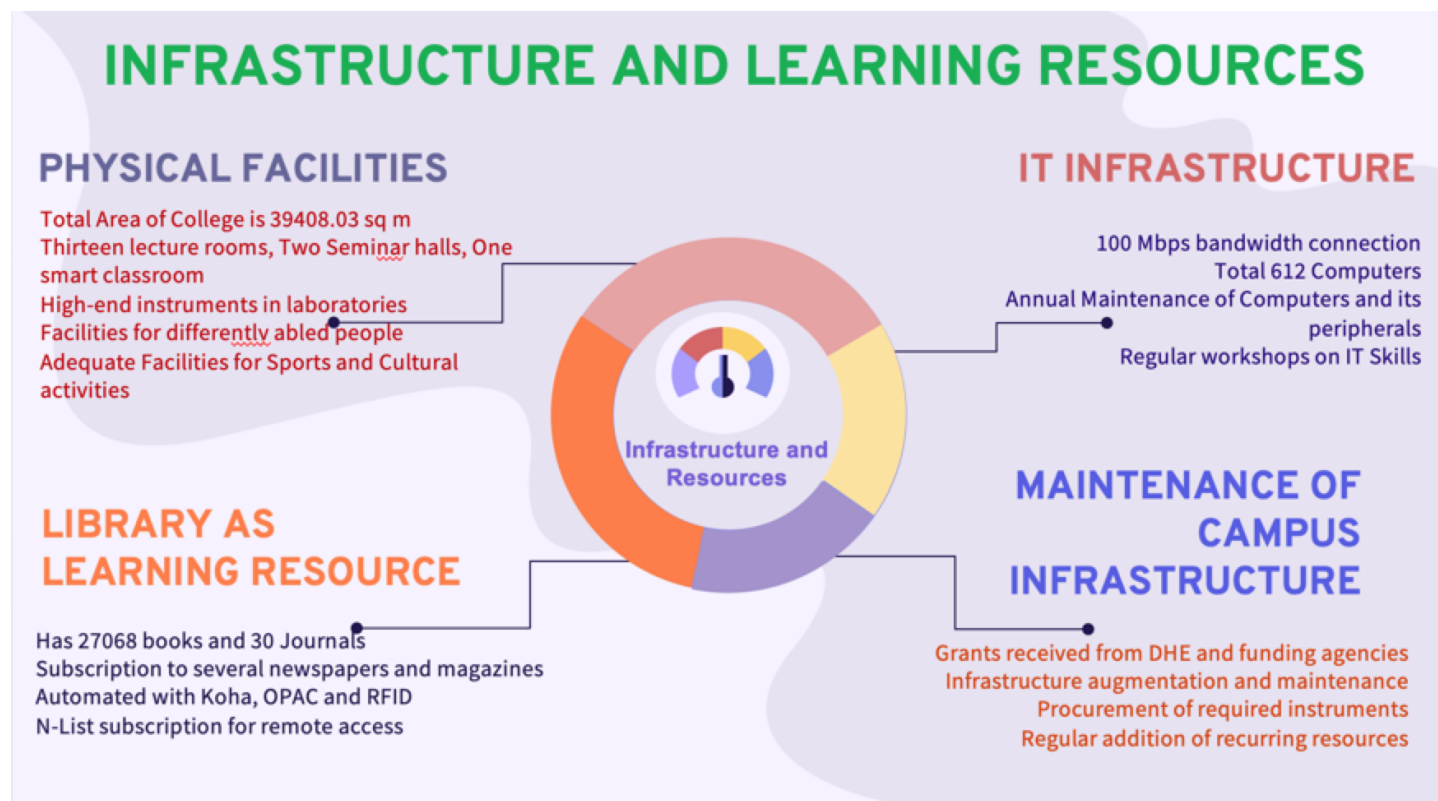 INFRASTRUCTURE AND LEARNING RESOURCES
PHYSICAL FACILITIES
Total Area of College is 39408.03 sq m
Thirteen lecture rooms, Two Seminar halls, One
smart classroom
High-end instruments in laboratories
Facilities for differently abled people
Adequate Facilities for Sports and Cultural
activities
IT INFRASTRUCTURE
100 Mbps bandwidth connection
Total 612 Computers
Annual Maintenance of Computers and its
peripherals
Regular workshops on IT Skills
Infrastructure and
Resources
LIBRARY AS
LEARNING RESOURCE
Has 27068 books and 30 Journals
Subscription to several newspapers and magazines
Automated with Koha, OPAC and RFID
N-List subscription for remote access
MAINTENANCE OF
CAMPUS
INFRASTRUCTURE
Grants received from DHE and funding agencies
Infrastructure augmentation and maintenance
Procurement of required instruments
Regular addition of recurring resources